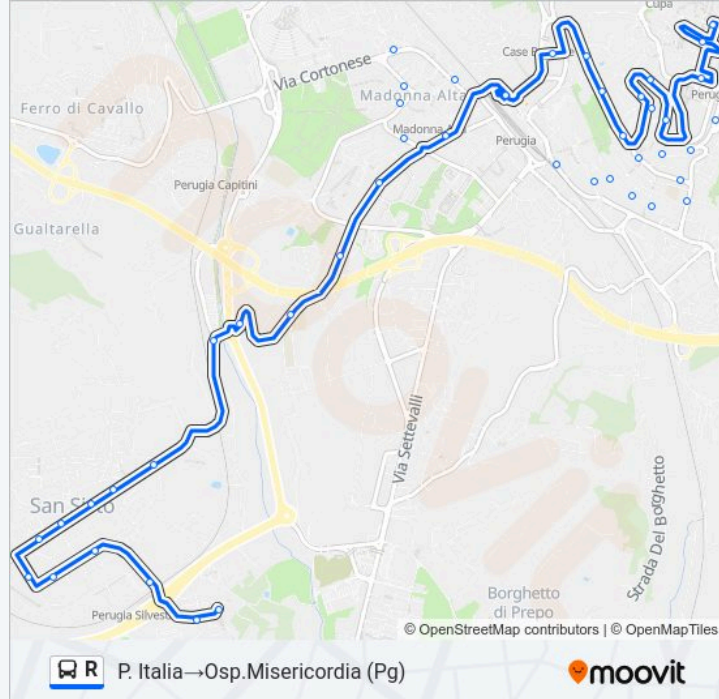 Cupa
Via Cortonese
Case B
Madonna Alta
Ferro di Cavallo
Madonna Al
Perugia
Perug
Perugia Capitini
Gualtarella
Via Settevalli
San Sisto
Strada Del Borghetto
Borghetto
di Prepo
Perugia Silvest
© OpenStreetMap contributors | © OpenMapTiles
R P. Italia→Osp.Misericordia (Pg)
moovit